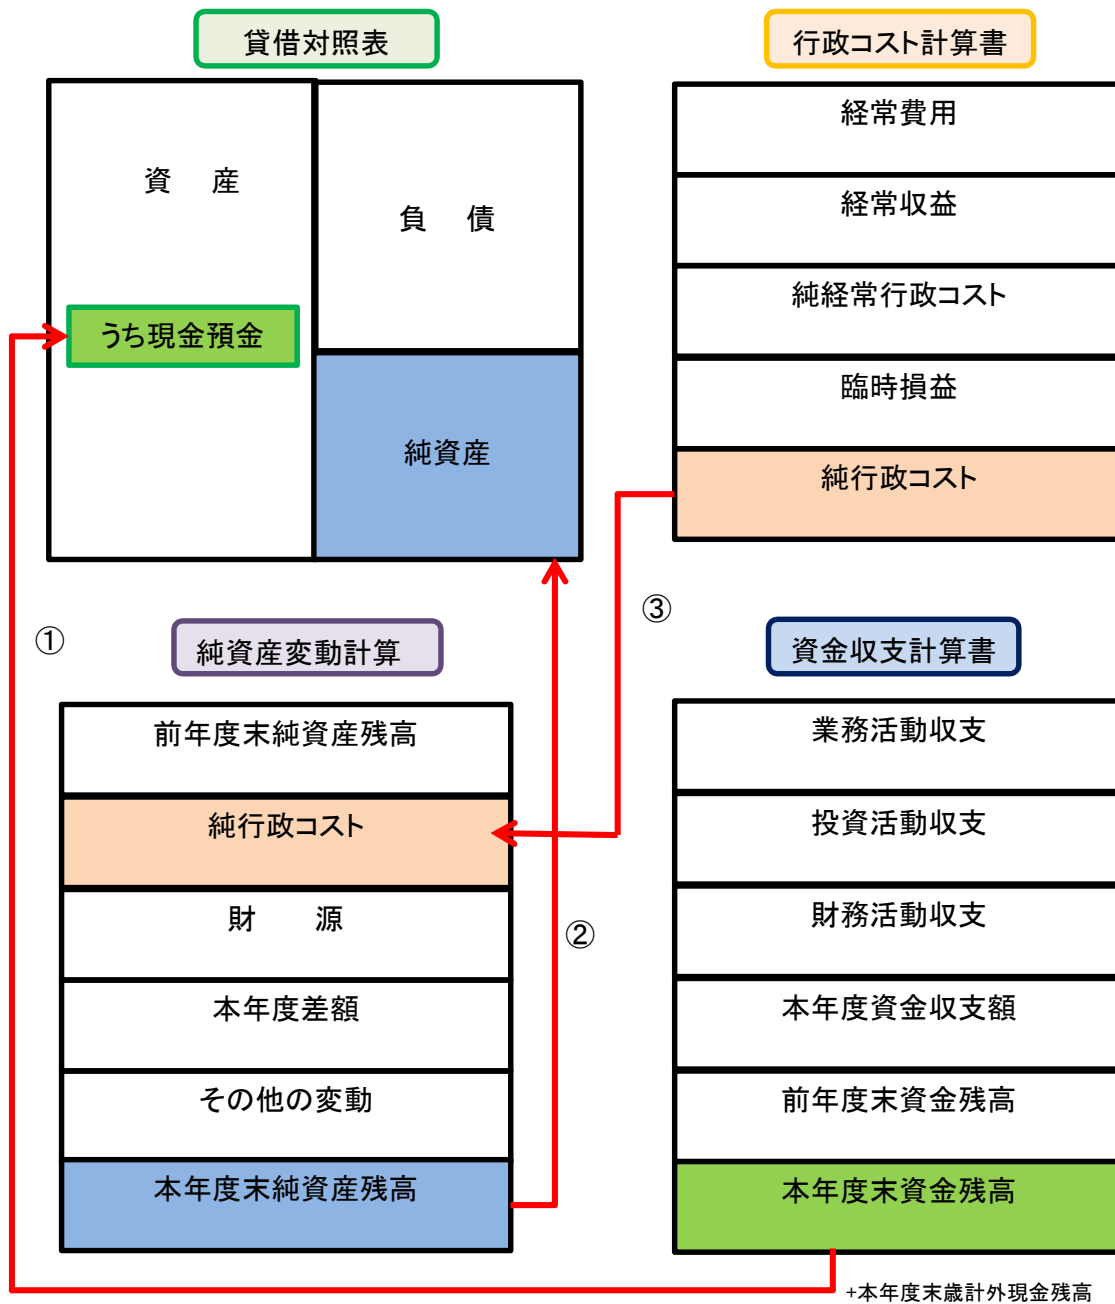 貸借対照表
資　産
負　債
うち現金預金
純資産
行政コスト計算書
経常費用
経常収益
純経常行政コスト
臨時損益
純行政コスト
①
②
③
純資産変動計算
前年度末純資産残高
純行政コスト
財　　源
本年度差額
その他の変動
本年度末純資産残高
資金収支計算書
業務活動収支
投資活動収支
財務活動収支
本年度資金収支額
前年度末資金残高
本年度末資金残高
+本年度末歳計外現金残高